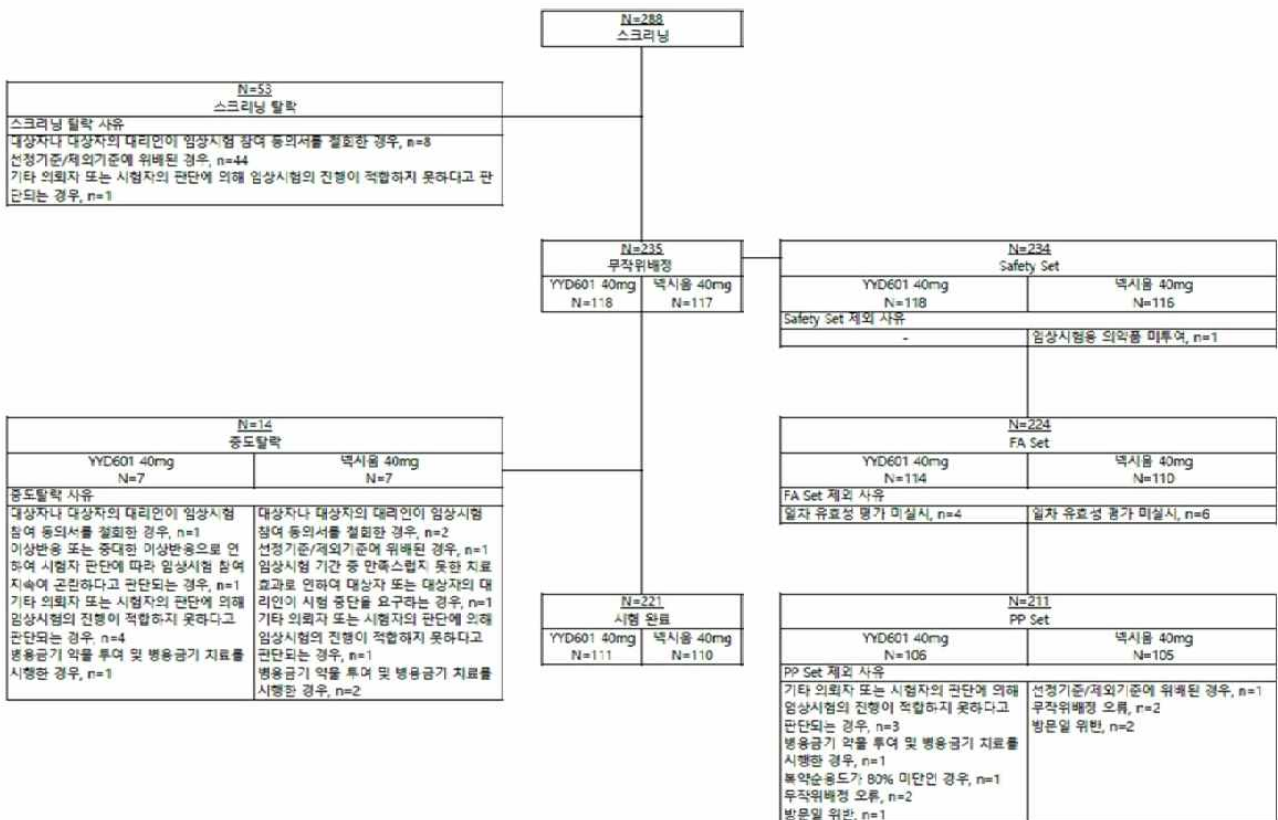 N=288
스크리닝
N=53
스크리닝 탈락
스크리닝 탈락 사유
대상자나 대상자의 대리인이 임상시험 참여 동의서를 철회한 경우, n=8
선정기준/제외기준에 위배된 경우, n=44
기타 의뢰자 또는 시험자의 판단에 의해 임상시험의 진행이 적합하지 못하다고 판
단되는 경우, n=1
N=235
무작위배정
YYD601 40mg
N=118
넥시움 40mg
N=117
N=234
Safety Set
YYD601 40mg
N=118
넥시움 40mg
N=116
Safety Set 제외 사유
-
임상시험용 의약품 미투여, n=1
N=14
중도탈락
YYD601 40mg
N=7
넥시움 40mg
N=7
중도탈락 사유
대상자나 대상자의 대리인이 임상시험
참여 동의서를 철회한 경우, n=1
이상반응 또는 중대한 이상반응으로 인
하여 시험자 판단에 따라 임상시험 참여
지속이 곤란하다고 판단되는 경우, n=1
기타 의뢰자 또는 시험자의 판단에 의해
임상시험의 진행이 적합하지 못하다고
판단되는 경우, n=4
병용금기 약물 투여 및 병용금기 치료를
시행한 경우, n=1
대상자나 대상자의 대리인이 임상시험
참여 동의서를 철회한 경우, n=2
선정기준/제외기준에 위배된 경우, n=1
임상시험 기간 중 만족스럽지 못한 치료
효과로 인하여 대상자 또는 대상자의 대
리인이 시험 중단을 요구하는 경우, n=1
기타 의뢰자 또는 시험자의 판단에 의해
임상시험의 진행이 적합하지 못하다고
판단되는 경우, n=1
병용금기 약물 투여 및 병용금기 치료를
시행한 경우, n=2
N=224
FA Set
YYD601 40mg
N=114
넥시움 40mg
N=110
FA Set 제외 사유
일차 유효성 평가 미실시, n=4
일차 유효성 평가 미실시, n=6
N=221
시험 완료
YYD601 40mg
N=111
넥시움 40mg
N=110
N=211
PP Set
YYD601 40mg
N=106
넥시움 40mg
N=105
PP Set 제외 사유
기타 의뢰자 또는 시험자의 판단에 의해
임상시험의 진행이 적합하지 못하다고
판단되는 경우, n=3
병용금기 약물 투여 및 병용금기 치료를
시행한 경우, n=1
복약순응도가 80% 미만인 경우, n=1
무작위배정 오류, n=2
방문일 위반, n=1
선정기준/제외기준에 위배된 경우, n=1
무작위배정 오류, n=2
방문일 위반, n=2